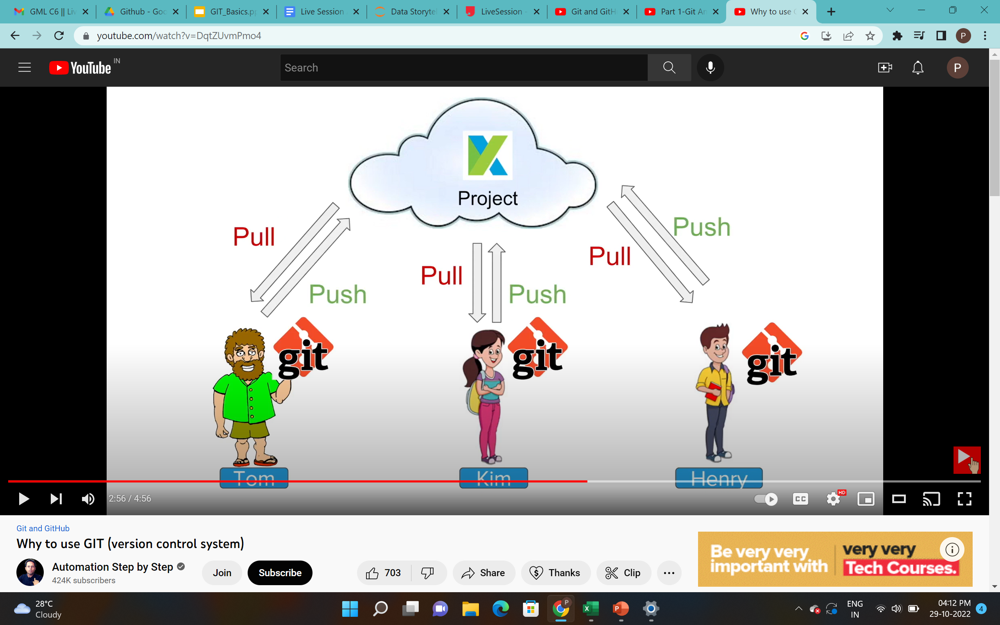 GML C6 || Liv
Github - Goo
GIT_Basics.pp
Live Session
Data Storytel
LiveSession -
Git and GitH
Part 1-Git An
Why to use G
youtube.com/watch?v=DqtZUvmPmo4
P
YouTube IN
Search
P
Project
Pull
Push
Pull
Push
Pull
Push
git
git
git
Tom
Kim
Henry
2:56 / 4:56
CC
HD
Git and GitHub
Why to use GIT (version control system)
Automation Step by Step
424K subscribers
Join
Subscribe
703
Share
Thanks
Clip
Be very very
important with
very very
Tech Courses.
28°C
Cloudy
P
X
P
ENG
IN
04:12 PM
29-10-2022
4